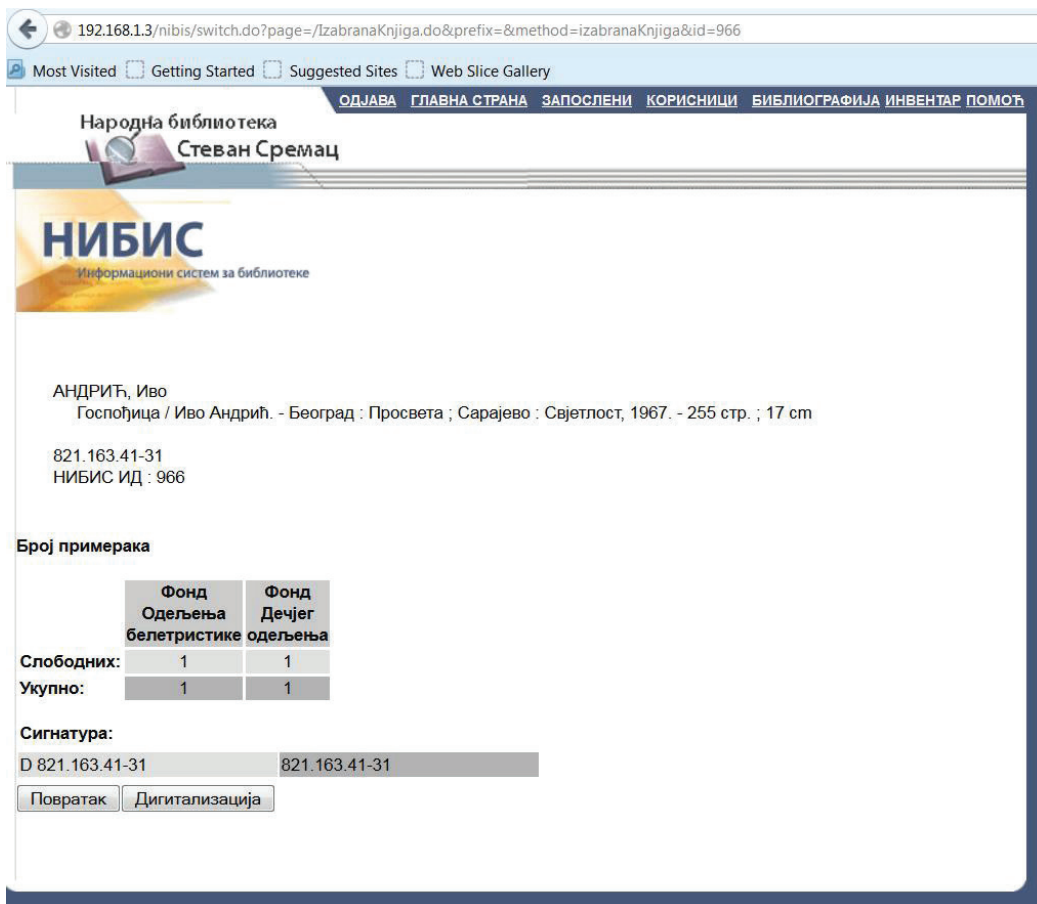 192.168.1.3/nibis/switch.do?page=/IzabranaKnjiga.do&prefix=&method=izabranaKnjiga&id=966
Most Visited Getting Started Suggested Sites Web Slice Gallery
ОДЈАВА ГЛАВНА СТРАНА ЗАПОСЛЕНИ КОРИСНИЦИ БИБЛИОГРАФИЈА ИНВЕНТАР ПОМОЋ
Народна библиотека
Стеван Сремац
НИБИС
Информациони систем за библиотеке
АНДРИЋ, Иво
Госпођица / Иво Андрић. - Београд : Просвета ; Сарајево : Свјетлост, 1967. - 255 стр. ; 17 cm
821.163.41-31
НИБИС ИД : 966
Број примерака
Фонд Фонд
Одељења Дечјег
белетристике одељења
Слободних: 1 1
Укупно: 1 1
Сигнатура:
D 821.163.41-31 821.163.41-31
Повратак Дигитализација